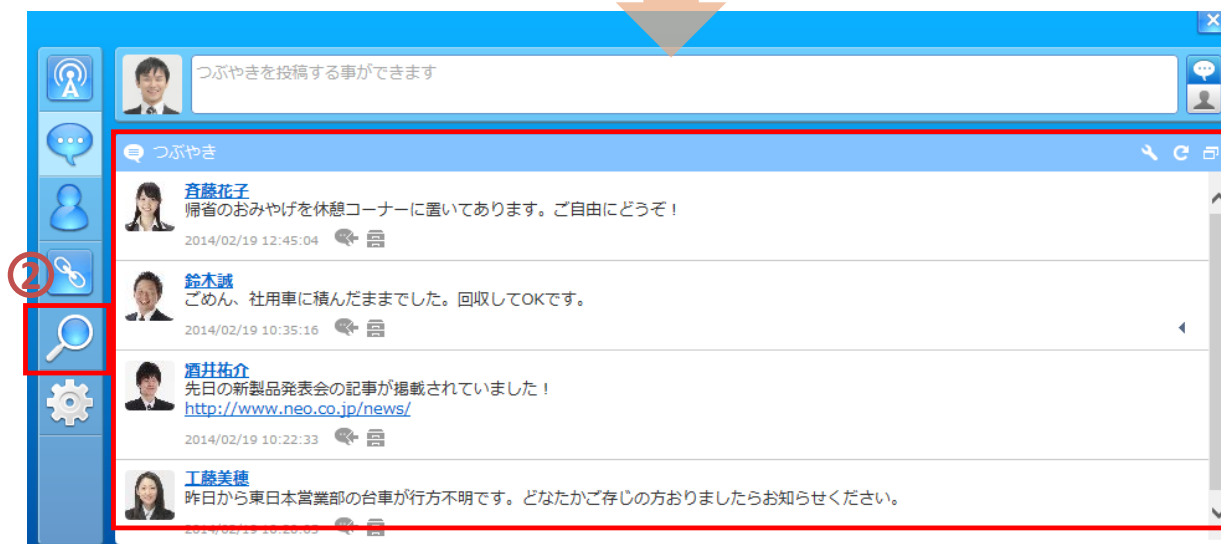 つぶやきを投稿する事ができます
つぶやき
斉藤花子
帰省のおみやげを休憩コーナーに置いてあります。ご自由にどうぞ！
2014/02/19 12:45:04
②
鈴木誠
ごめん、社用車に積んだままでした。回収してOKです。
2014/02/19 10:35:16
酒井祐介
先日の新製品発表会の記事が掲載されていました！
http://www.neo.co.jp/news/
2014/02/19 10:22:33
工藤美穂
昨日から東日本営業部の台車が行方不明です。どなたかご存じの方おりましたらお知らせください。